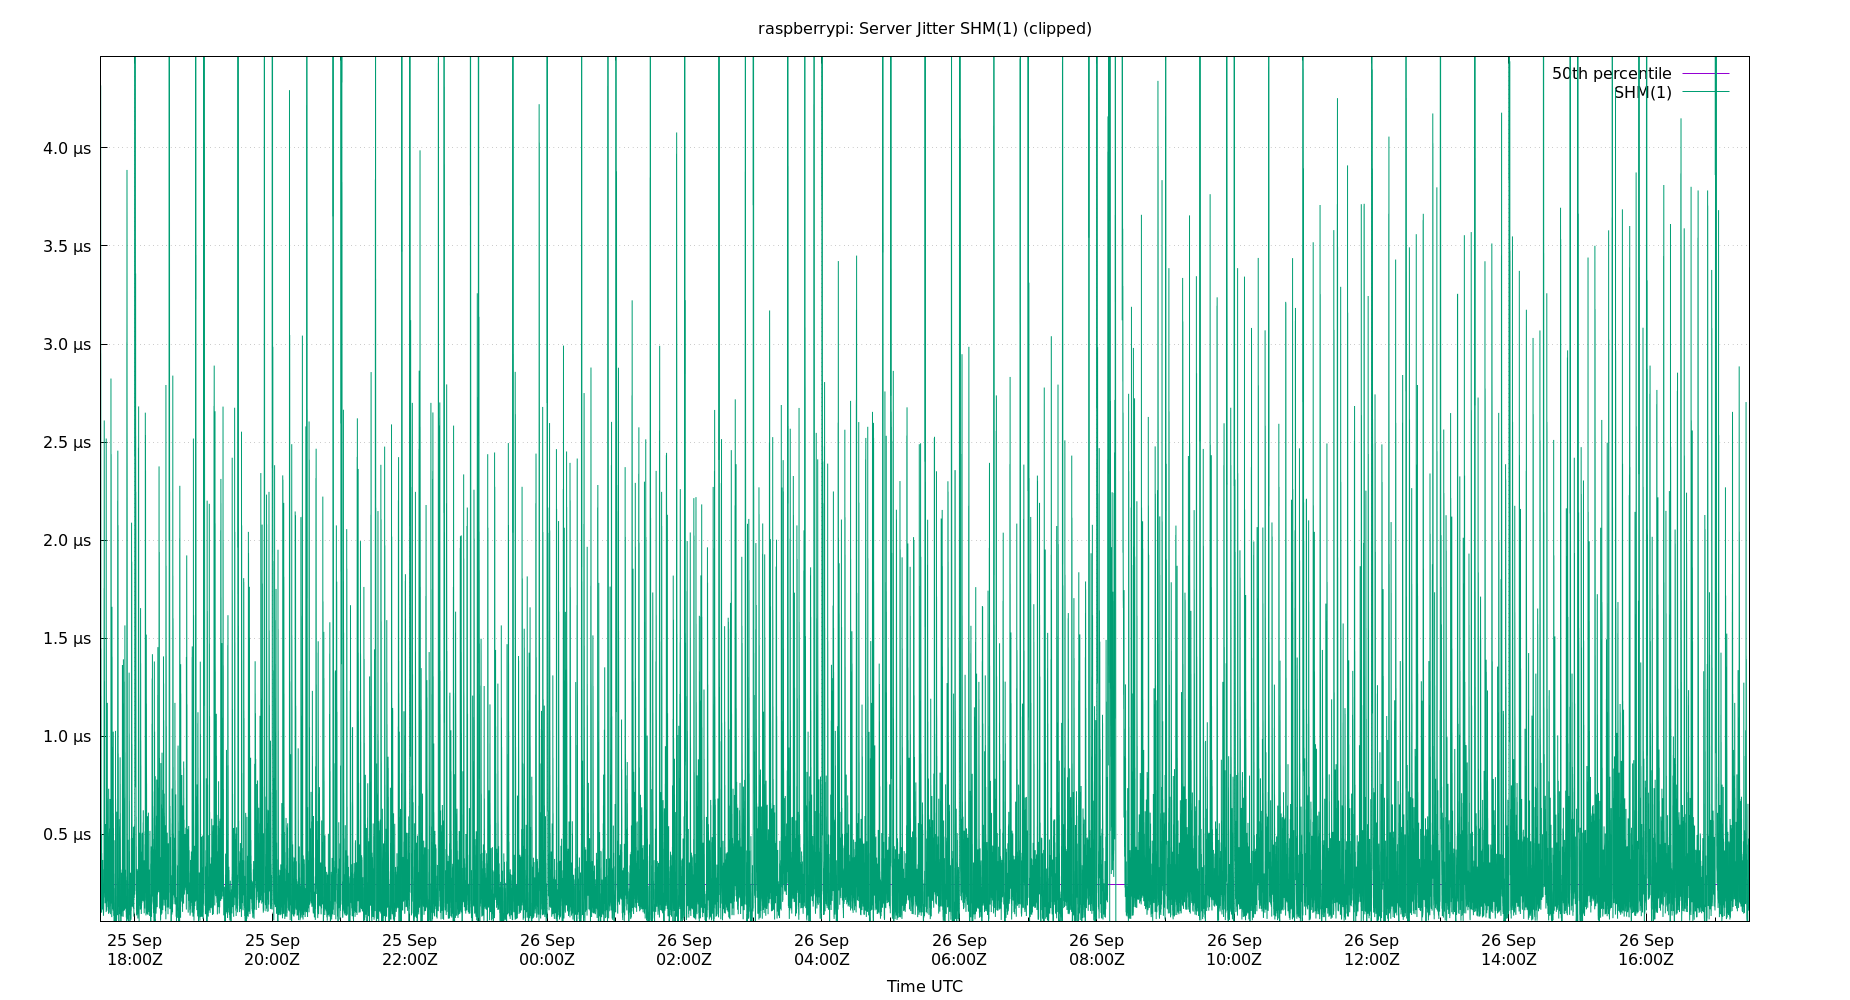 raspberrypi: Server Jitter SHM(1) (clipped)
50th percentile
SHM(1)
4.0 µs
3.5 µs
3.0 µs
2.5 µs
2.0 µs
1.5 µs
1.0 µs
0.5 µs
25 Sep 25 Sep 25 Sep 26 Sep 26 Sep 26 Sep 26 Sep 26 Sep 26 Sep 26 Sep 26 Sep 26 Sep
18:00Z 20:00Z 22:00Z 00:00Z 02:00Z 04:00Z 06:00Z 08:00Z 10:00Z 12:00Z 14:00Z 16:00Z
Time UTC